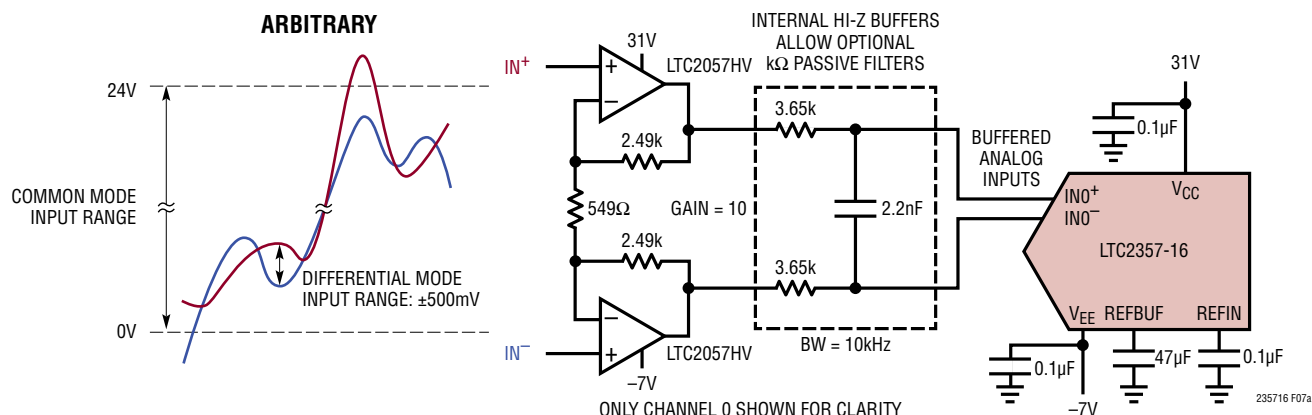 ARBITRARY
24V
COMMON MODE
INPUT RANGE
DIFFERENTIAL MODE
INPUT RANGE: ±500mV
0V
IN+
31V
LTC2057HV
2.49k
549Ω
GAIN = 10
2.49k
LTC2057HV
IN–
–7V
INTERNAL HI-Z BUFFERS
ALLOW OPTIONAL
kΩ PASSIVE FILTERS
3.65k
2.2nF
3.65k
BW = 10kHz
BUFFERED
ANALOG
INPUTS
31V
0.1µF
VCC
IN0+
IN0–
LTC2357-16
VEE
REFBUF
REFIN
0.1µF
47µF
0.1µF
–7V
ONLY CHANNEL 0 SHOWN FOR CLARITY
235716 F07a